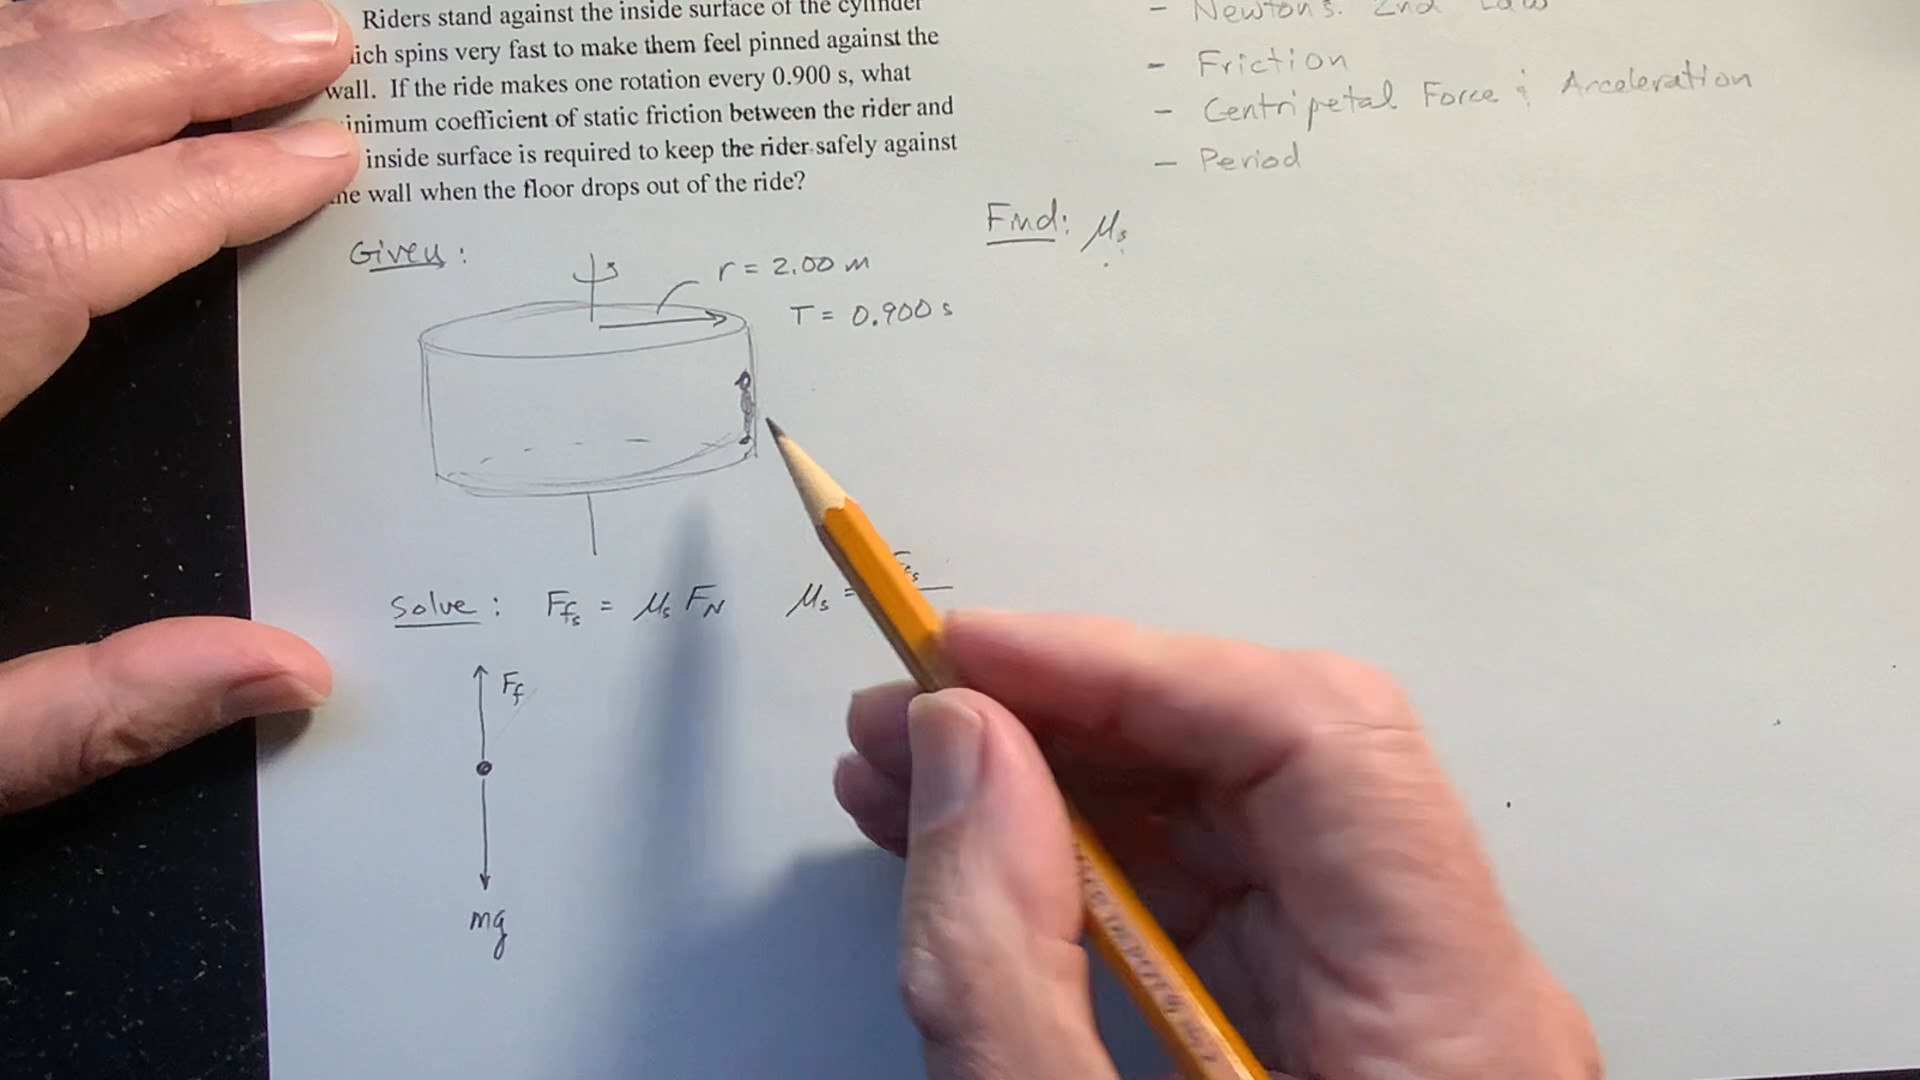 Riders stand against the inside surface of the cylinder
ich spins very fast to make them feel pinned against the
wall. If the ride makes one rotation every 0.900 s, what
inimum coefficient of static friction between the rider and
inside surface is required to keep the rider safely against
he wall when the floor drops out of the ride?
- Newton's 2nd Law
- Friction
- Centripetal Force & Acceleration
- Period
Given:
r = 2.00 m
T = 0.900 s
Find: μs
Solve: Ffs = μs FN μs =
Ff
mg